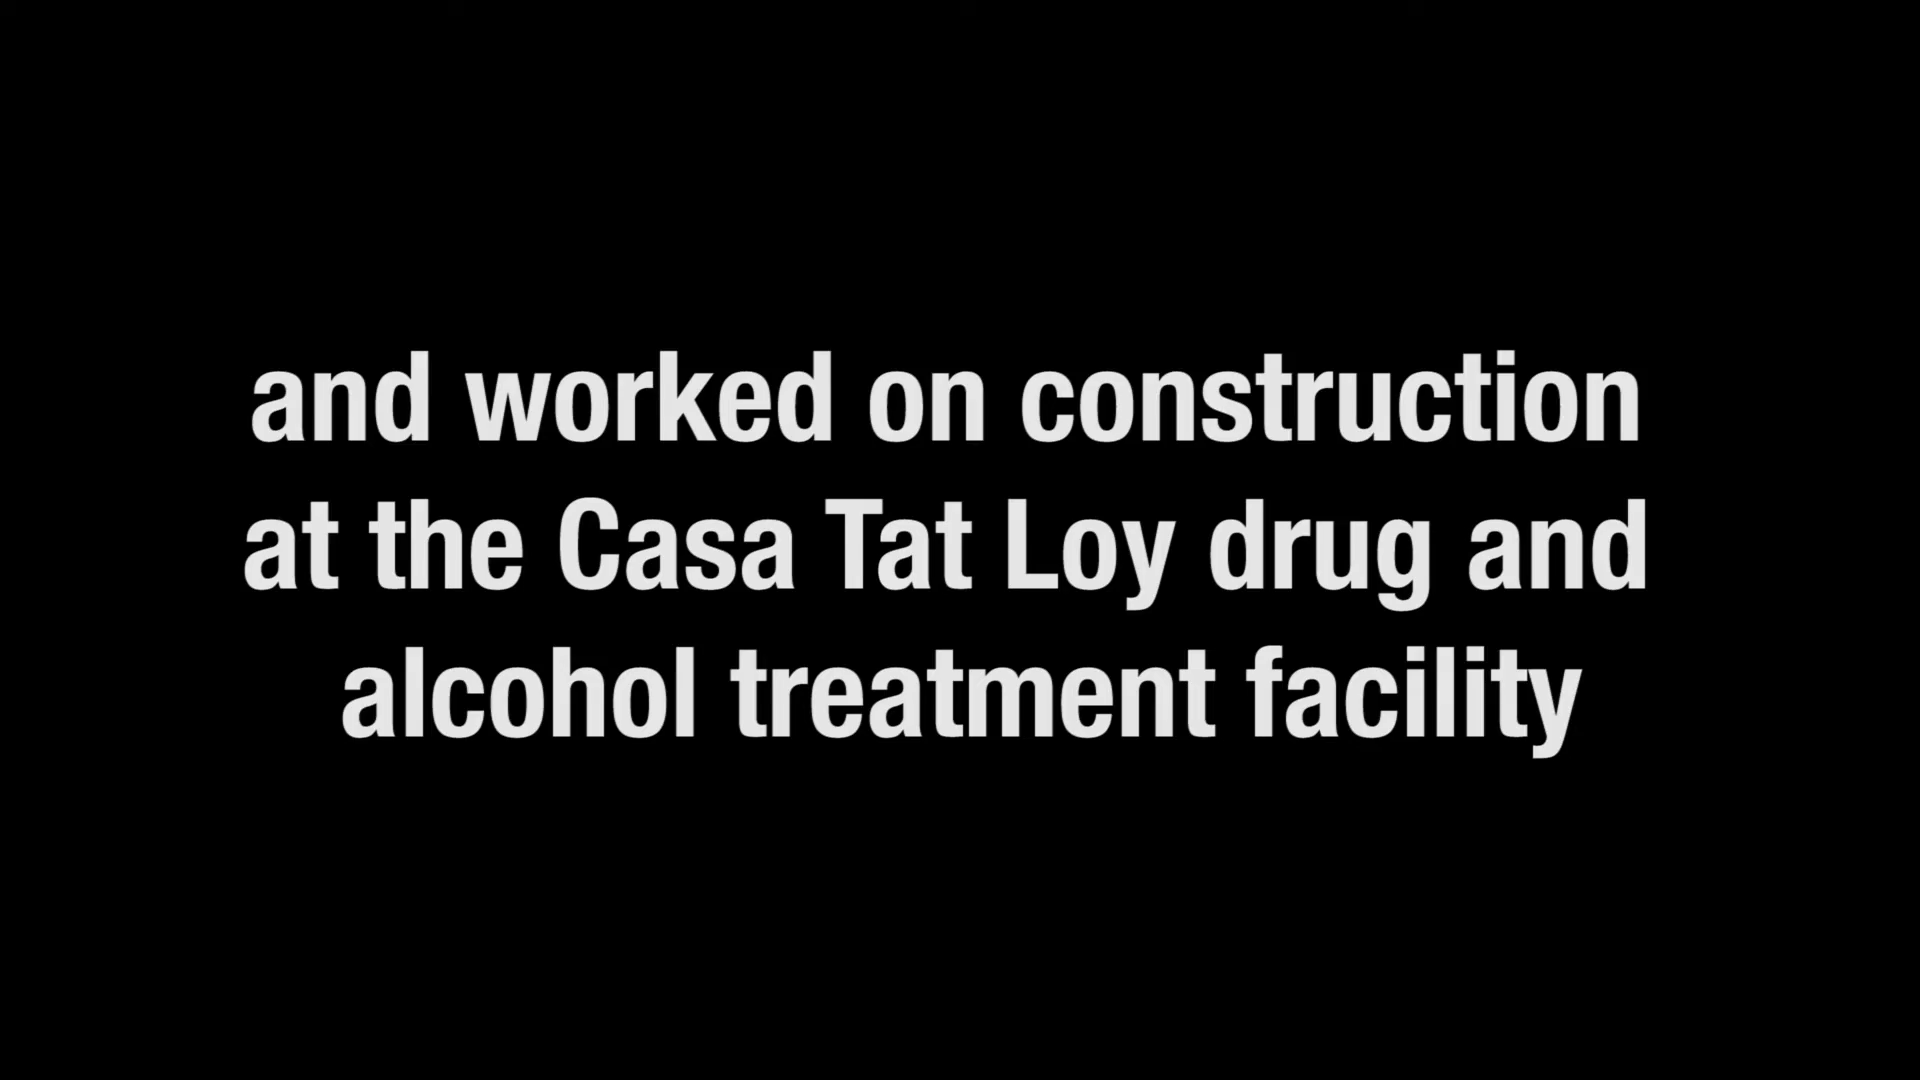 and worked on construction
at the Casa Tat Loy drug and
alcohol treatment facility